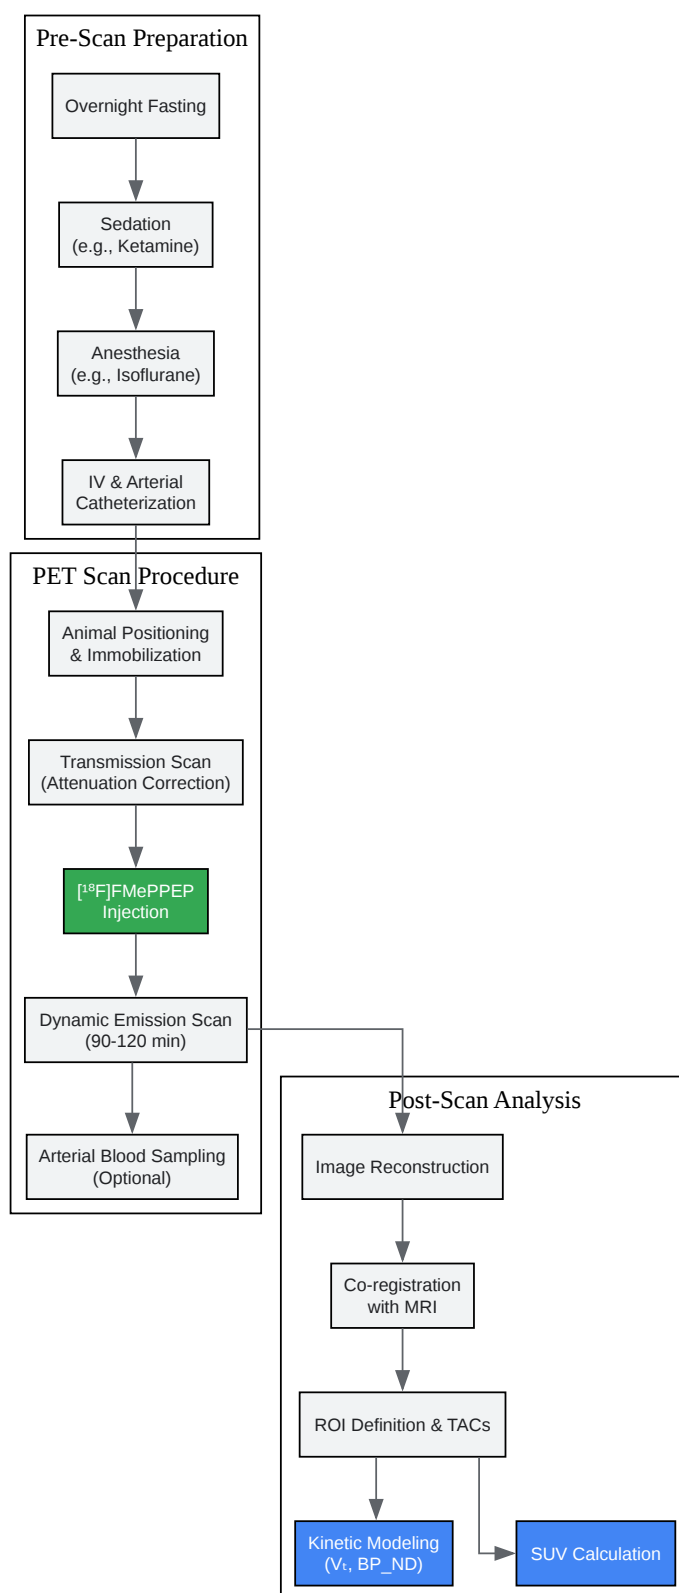 Pre-Scan Preparation
Overnight Fasting
Sedation
(e.g., Ketamine)
Anesthesia
(e.g., Isoflurane)
IV & Arterial
Catheterization
PET Scan Procedure
Animal Positioning
& Immobilization
Transmission Scan
(Attenuation Correction)
[¹⁸F]FMePPEP
Injection
Dynamic Emission Scan
(90-120 min)
Arterial Blood Sampling
(Optional)
Post-Scan Analysis
Image Reconstruction
Co-registration
with MRI
ROI Definition & TACs
Kinetic Modeling
(Vₜ, BP_ND)
SUV Calculation